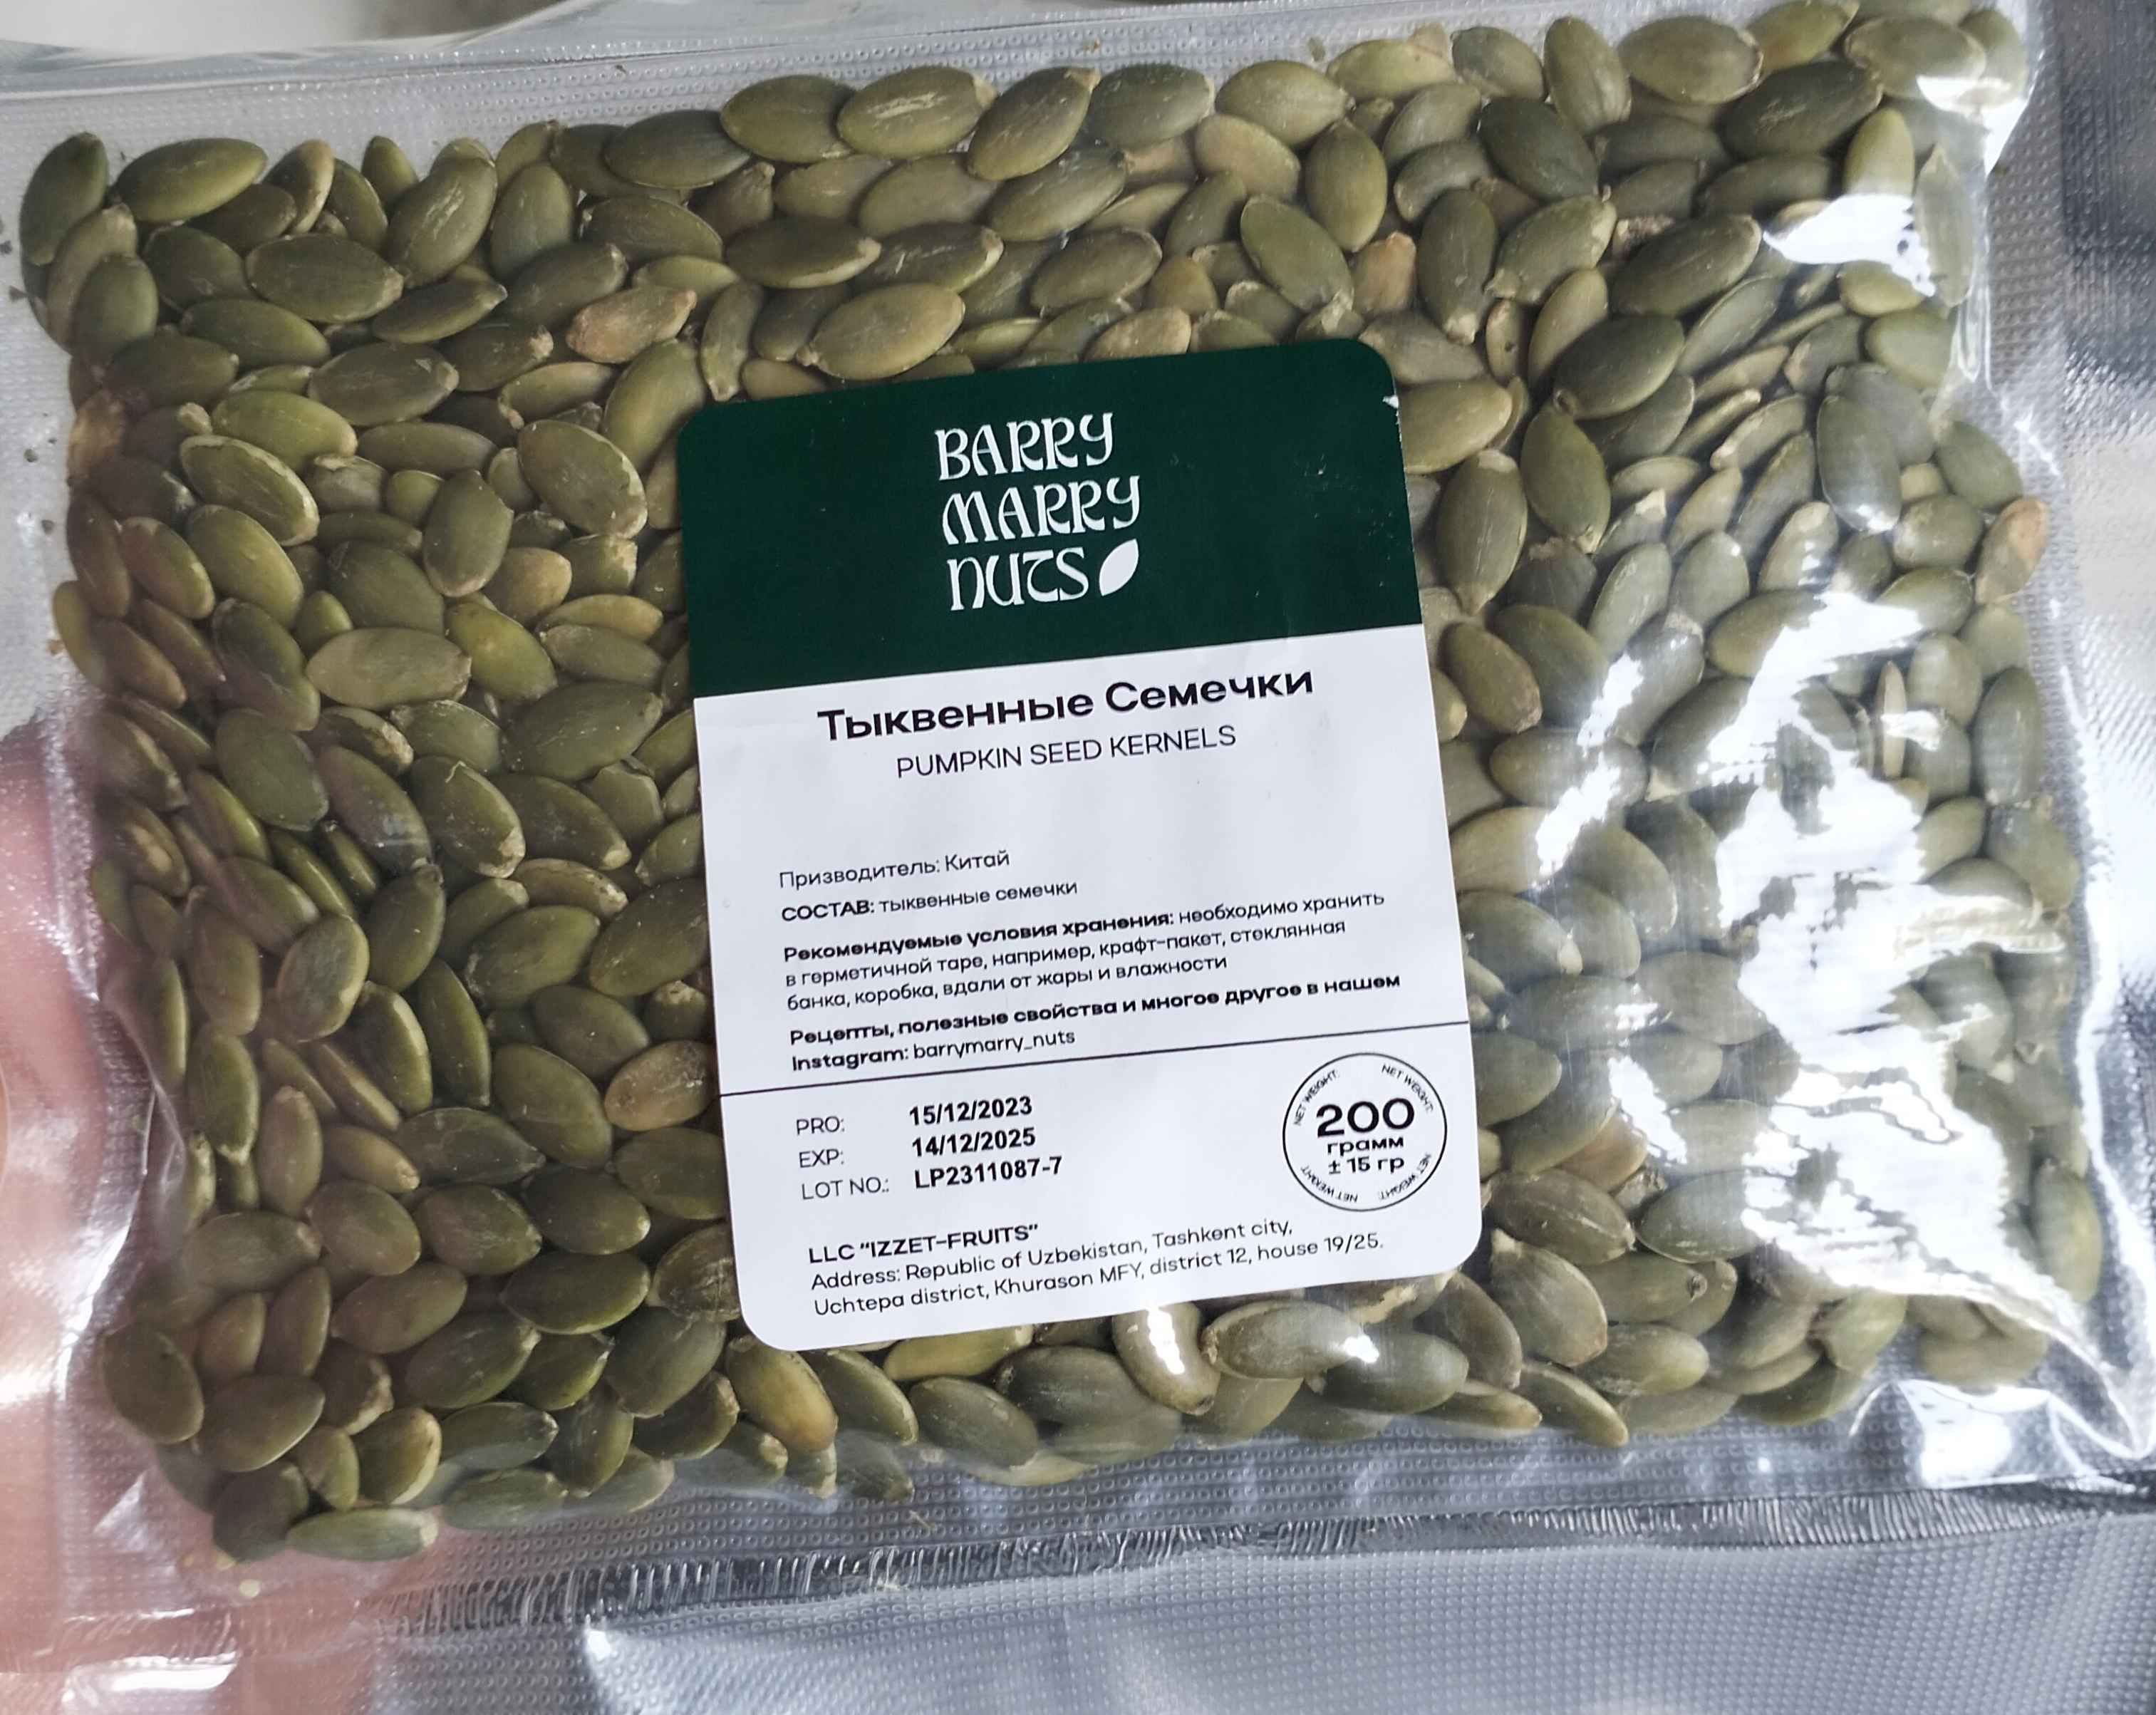 BARRY
MARRY
NUTS
Тыквенные Семечки
PUMPKIN SEED KERNELS
Призводитель: Китай
СОСТАВ: тыквенные семечки
Рекомендуемые условия хранения: необходимо хранить
в герметичной таре, например, крафт-пакет, стеклянная
банка, коробка, вдали от жары и влажности
Рецепты, полезные свойства и многое другое в нашем
Instagram: barrymarry_nuts
PRO: 15/12/2023
EXP: 14/12/2025
LOT NO.: LP2311087-7
NET WEIGHT: NET WEIGHT: NET WEIGHT: NET WEIGHT:
200
грамм
± 15 гр
LLC "IZZET-FRUITS"
Address: Republic of Uzbekistan, Tashkent city,
Uchtepa district, Khurason MFY, district 12, house 19/25.